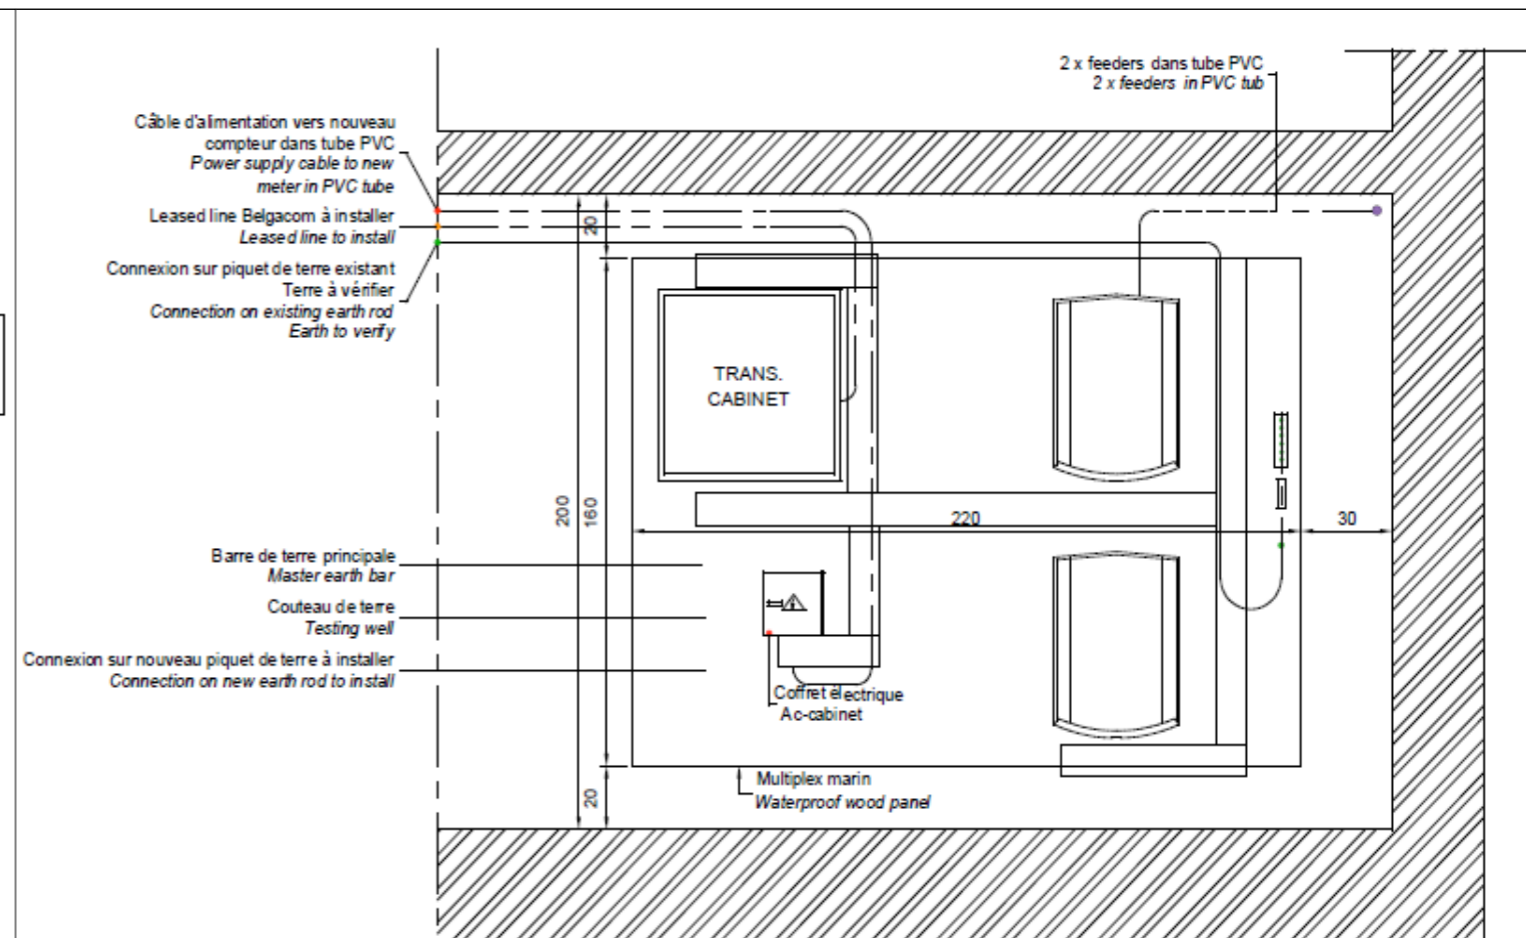 2 x feeders dans tube PVC
2 x feeders in PVC tub
Câble d'alimentation vers nouveau
compteur dans tube PVC
Power supply cable to new
meter in PVC tube
Leased line Belgacom à installer
Leased line to install
Connexion sur piquet de terre existant
Terre à vérifier
Connection on existing earth rod
Earth to verify
20
TRANS.
CABINET
200
160
220
30
Barre de terre principale
Master earth bar
Couteau de terre
Testing well
Connexion sur nouveau piquet de terre à installer
Connection on new earth rod to install
Coffret électrique
Ac-cabinet
Multiplex marin
Waterproof wood panel
20